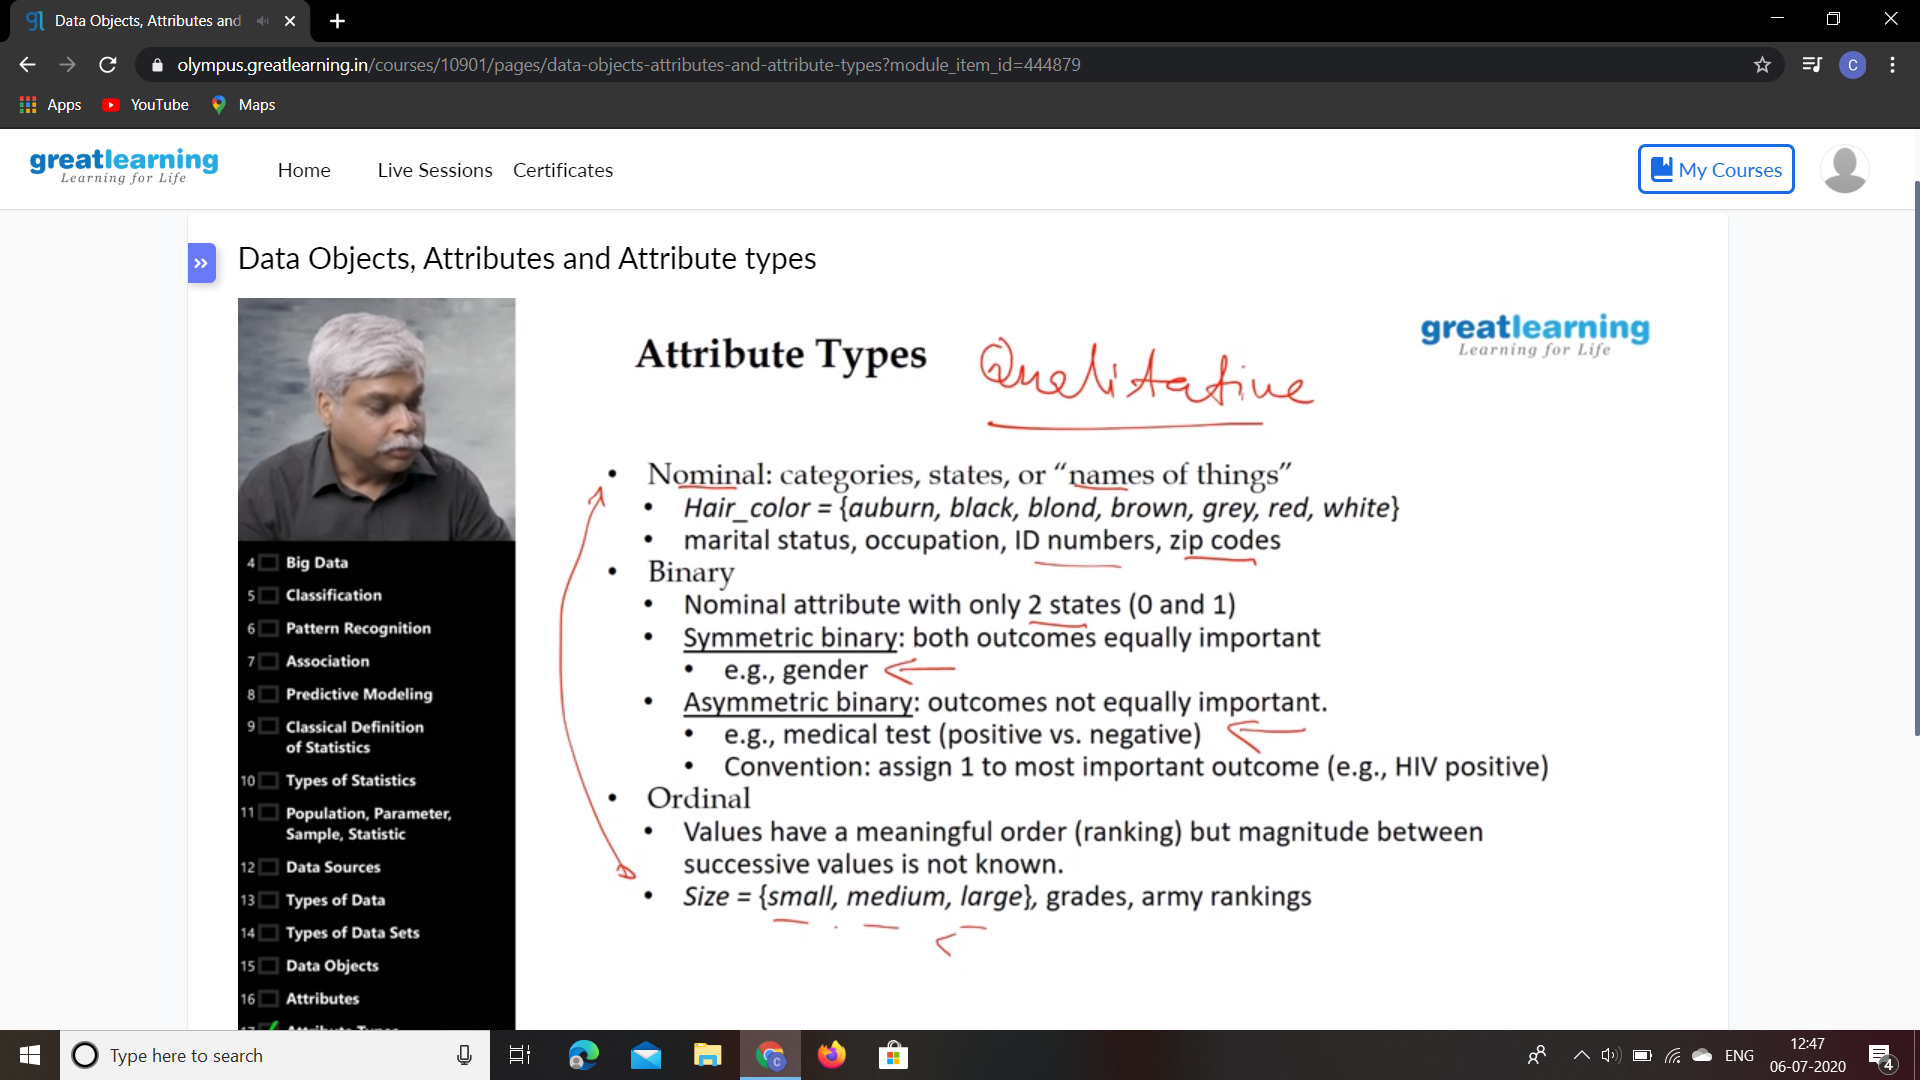 Data Objects, Attributes and
olympus.greatlearning.in/courses/10901/pages/data-objects-attributes-and-attribute-types?module_item_id=444879
C
Apps YouTube Maps
greatlearning
Learning for Life
Home Live Sessions Certificates
My Courses
Data Objects, Attributes and Attribute types
greatlearning
Learning for Life
Attribute Types Qualitative
• Nominal: categories, states, or “names of things”
• Hair_color = {auburn, black, blond, brown, grey, red, white}
• marital status, occupation, ID numbers, zip codes
• Binary
• Nominal attribute with only 2 states (0 and 1)
• Symmetric binary: both outcomes equally important
• e.g., gender
• Asymmetric binary: outcomes not equally important.
• e.g., medical test (positive vs. negative)
• Convention: assign 1 to most important outcome (e.g., HIV positive)
• Ordinal
• Values have a meaningful order (ranking) but magnitude between
successive values is not known.
• Size = {small, medium, large}, grades, army rankings
<
4 Big Data
5 Classification
6 Pattern Recognition
7 Association
8 Predictive Modeling
9 Classical Definition
of Statistics
10 Types of Statistics
11 Population, Parameter,
Sample, Statistic
12 Data Sources
13 Types of Data
14 Types of Data Sets
15 Data Objects
16 Attributes
17 Attribute Types
Type here to search
C
ENG
12:47
06-07-2020
4